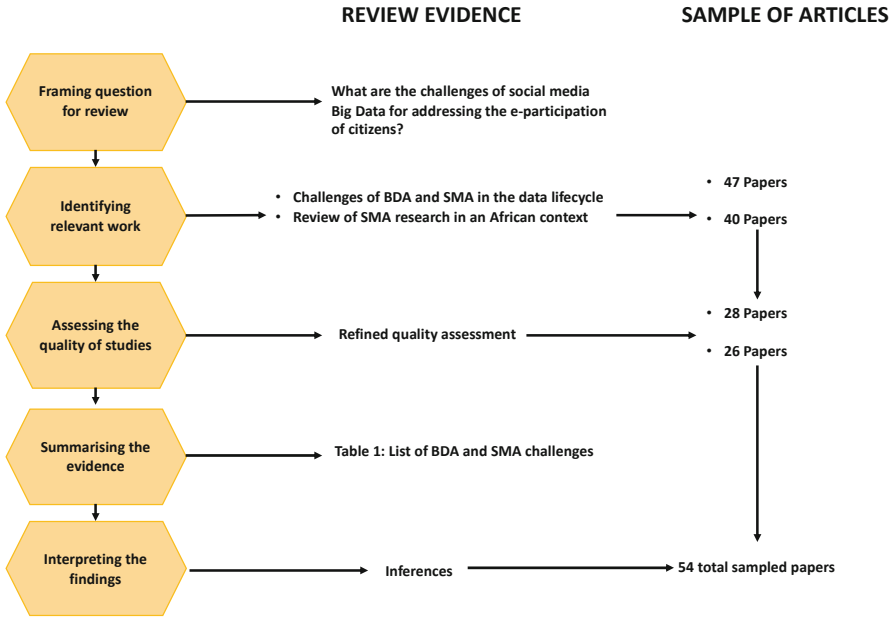 REVIEW EVIDENCE
SAMPLE OF ARTICLES
Framing question
for review
What are the challenges of social media
Big Data for addressing the e-participation
of citizens?
Identifying
relevant work
• Challenges of BDA and SMA in the data lifecycle
• Review of SMA research in an African context
• 47 Papers
• 40 Papers
Assessing the
quality of studies
Refined quality assessment
• 28 Papers
• 26 Papers
Summarising the
evidence
Table 1: List of BDA and SMA challenges
Interpreting the
findings
Inferences
54 total sampled papers